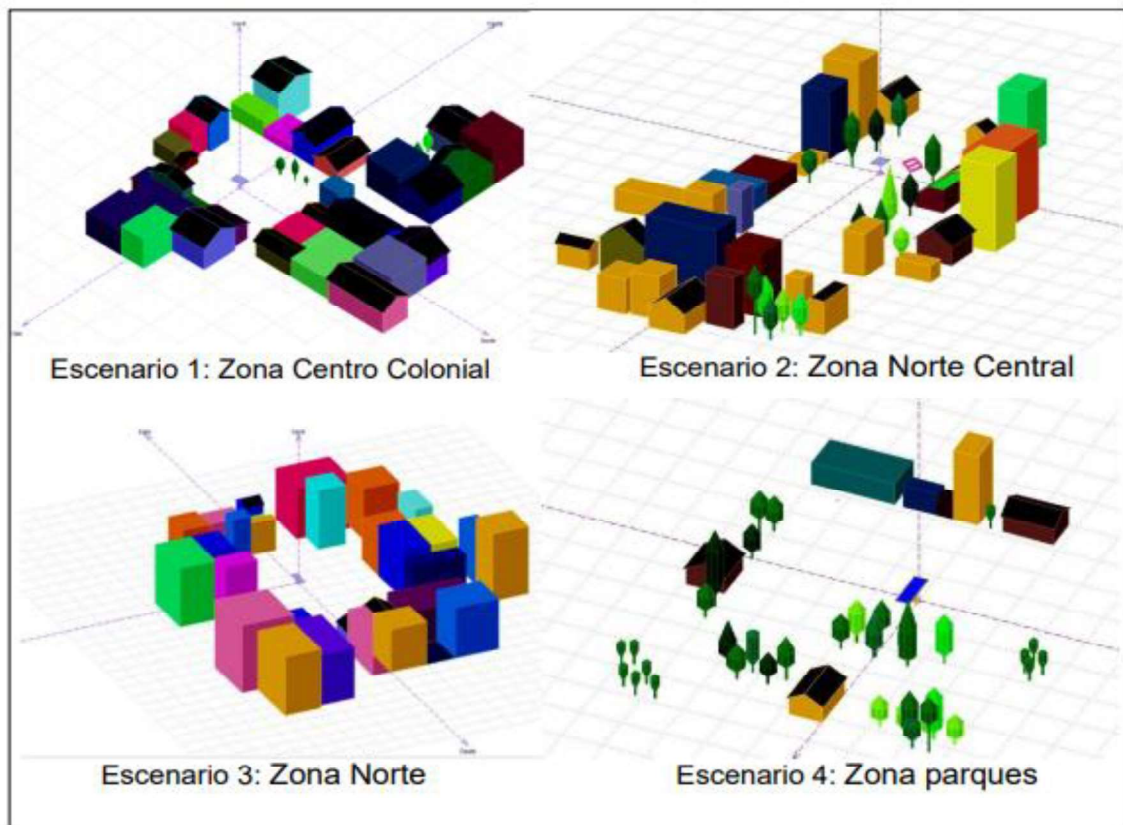 Escenario 1: Zona Centro Colonial
Escenario 2: Zona Norte Central
Escenario 3: Zona Norte
Escenario 4: Zona parques